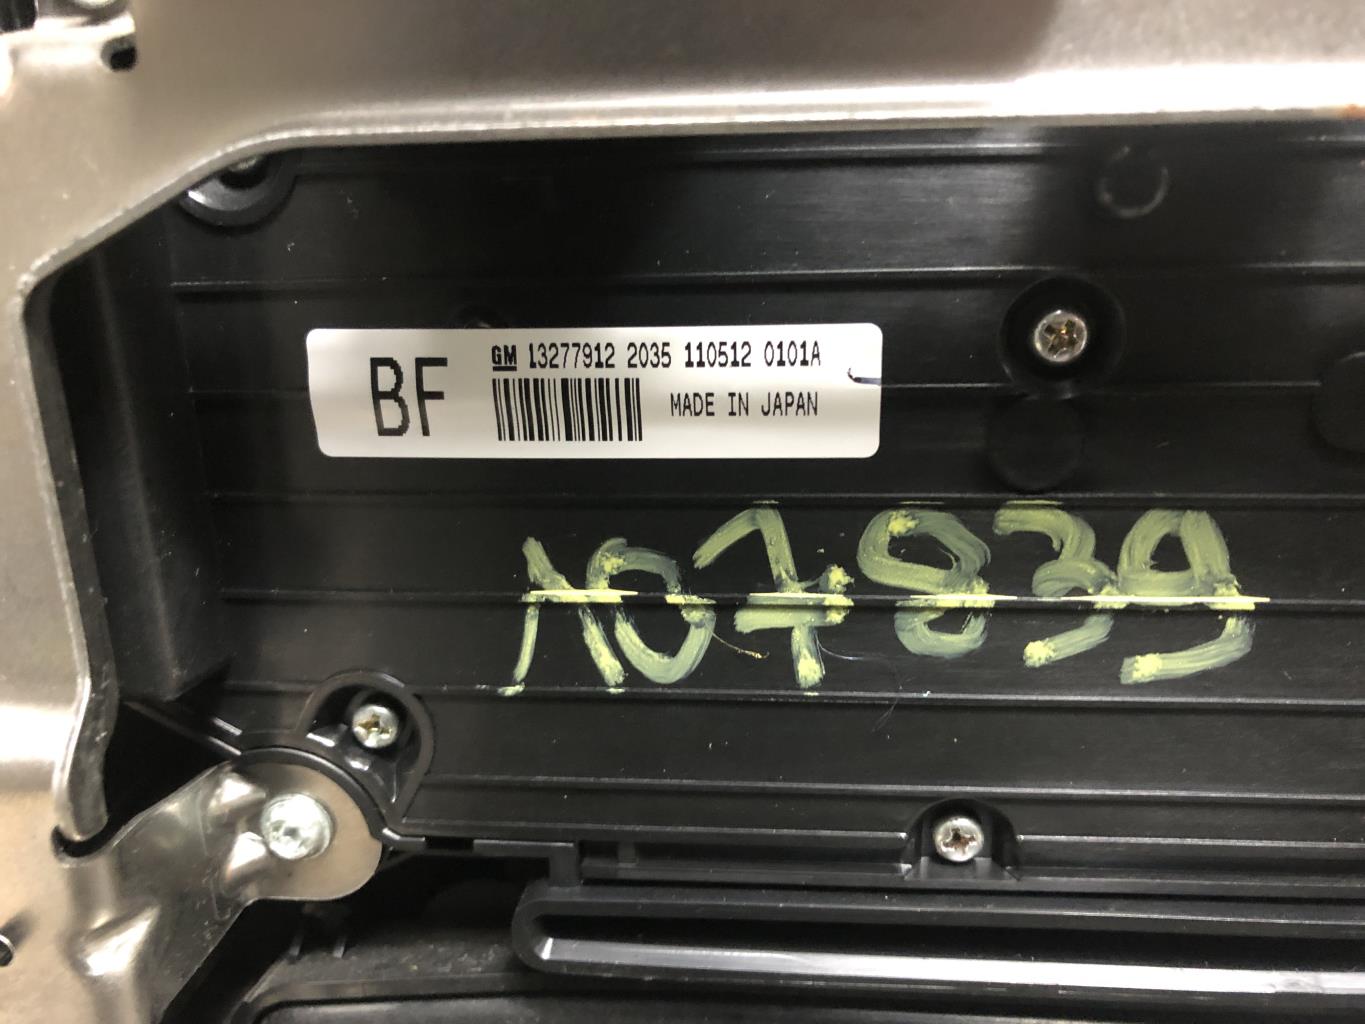 BF
GM 13277912 2035 110512 0101A
MADE IN JAPAN
107839